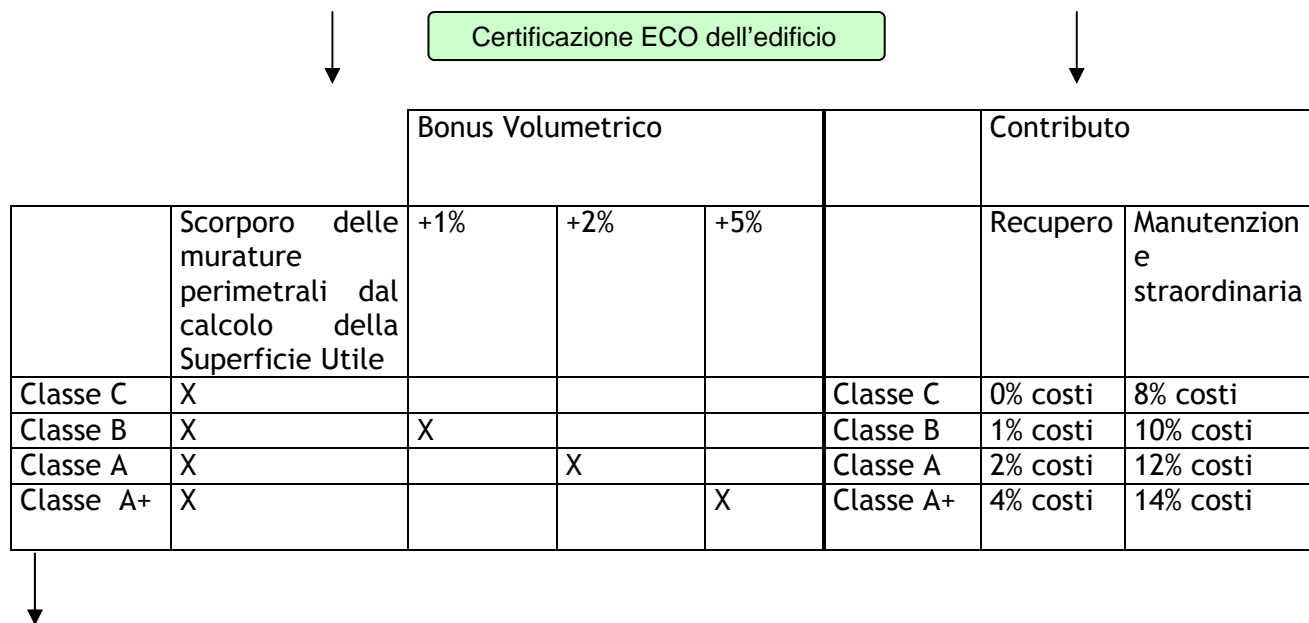 Certificazione ECO dell’edificio
Bonus Volumetrico Contributo
Scorporo delle murature perimetrali dal calcolo della Superficie Utile +1% +2% +5% Recupero Manutenzion e straordinaria
Classe C X Classe C 0% costi 8% costi
Classe B X X Classe B 1% costi 10% costi
Classe A X X Classe A 2% costi 12% costi
Classe A+ X X Classe A+ 4% costi 14% costi